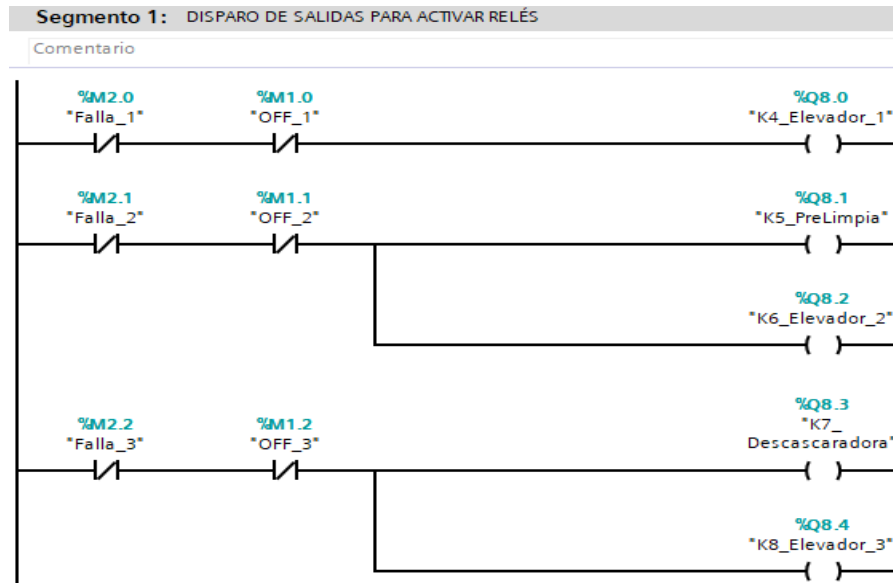 Segmento 1: DISPARO DE SALIDAS PARA ACTIVAR RELÉS
Comentario
%M2.0 %M1.0 %Q8.0
"Falla_1" "OFF_1" "K4_Elevador_1"
%M2.1 %M1.1 %Q8.1
"Falla_2" "OFF_2" "K5_PreLimpia"
%Q8.2
"K6_Elevador_2"
%Q8.3
%M2.2 %M1.2 "K7_
"Falla_3" "OFF_3" Descascaradora"
%Q8.4
"K8_Elevador_3"